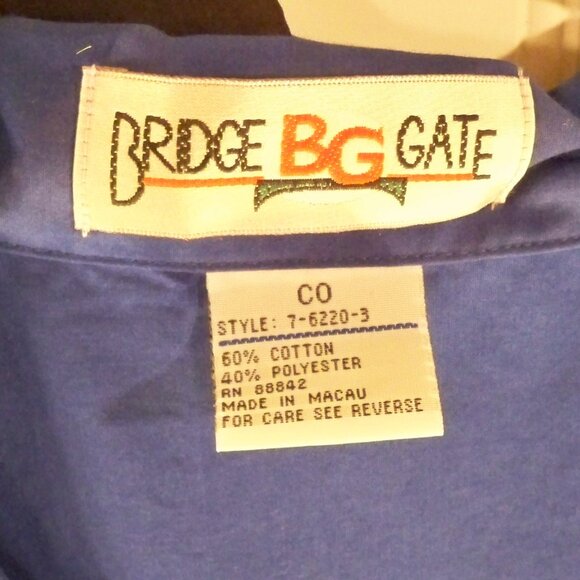 BRIDGE BG GATE
CO
STYLE: 7-6220-3
60% COTTON
40% POLYESTER
RN 88842
MADE IN MACAU
FOR CARE SEE REVERSE